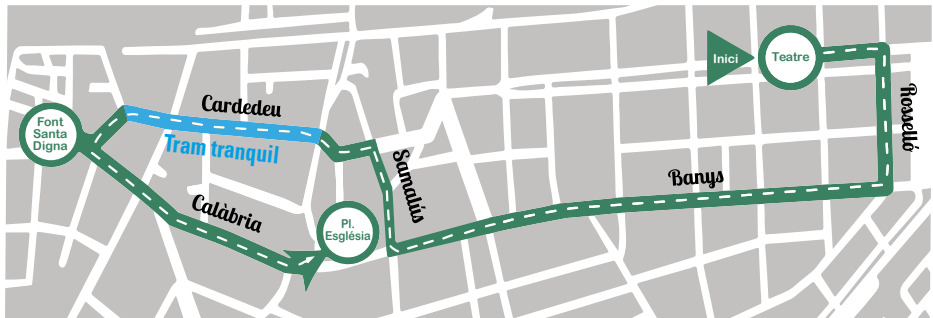 Inici
Teatre
Rosselló
Banys
Samalús
Cardedeu
Tram tranquil
Font
Santa
Digna
Calàbria
Pl.
Església